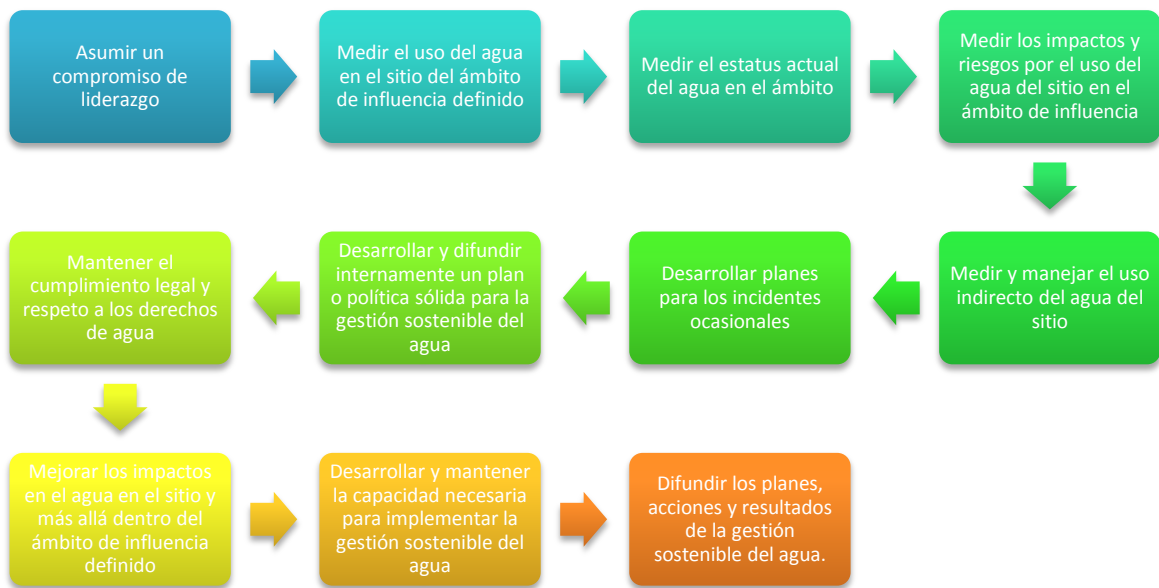 Asumir un
compromiso de
liderazgo
Medir el uso del agua
en el sitio del ámbito
de influencia definido
Medir el estatus actual
del agua en el ámbito
Medir los impactos y
riesgos por el uso del
agua del sitio en el
ámbito de influencia
Medir y manejar el uso
indirecto del agua del
sitio
Desarrollar planes
para los incidentes
ocasionales
Desarrollar y difundir
internamente un plan
o política sólida para la
gestión sostenible del
agua
Mantener el
cumplimiento legal y
respeto a los derechos
de agua
Mejorar los impactos
en el agua en el sitio y
más allá dentro del
ámbito de influencia
definido
Desarrollar y mantener
la capacidad necesaria
para implementar la
gestión sostenible del
agua
Difundir los planes,
acciones y resultados
de la gestión
sostenible del agua.